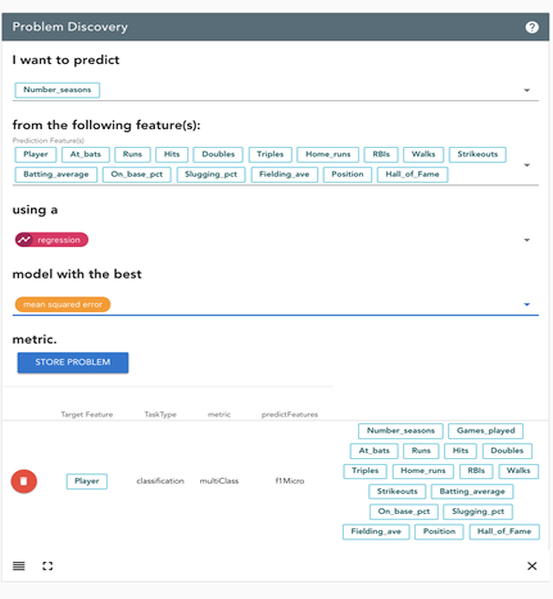 Problem Discovery
?
I want to predict
Number_seasons
from the following feature(s):
Prediction Feature(s)
Player At_bats Runs Hits Doubles Triples Home_runs RBIs Walks Strikeouts
Batting_average On_base_pct Slugging_pct Fielding_ave Position Hall_of_Fame
using a
regression
model with the best
mean squared error
metric.
STORE PROBLEM
Target Feature TaskType metric predictFeatures
Player classification multiClass f1Micro
Number_seasons Games_played
At_bats Runs Hits Doubles
Triples Home_runs RBIs Walks
Strikeouts Batting_average
On_base_pct Slugging_pct
Fielding_ave Position Hall_of_Fame